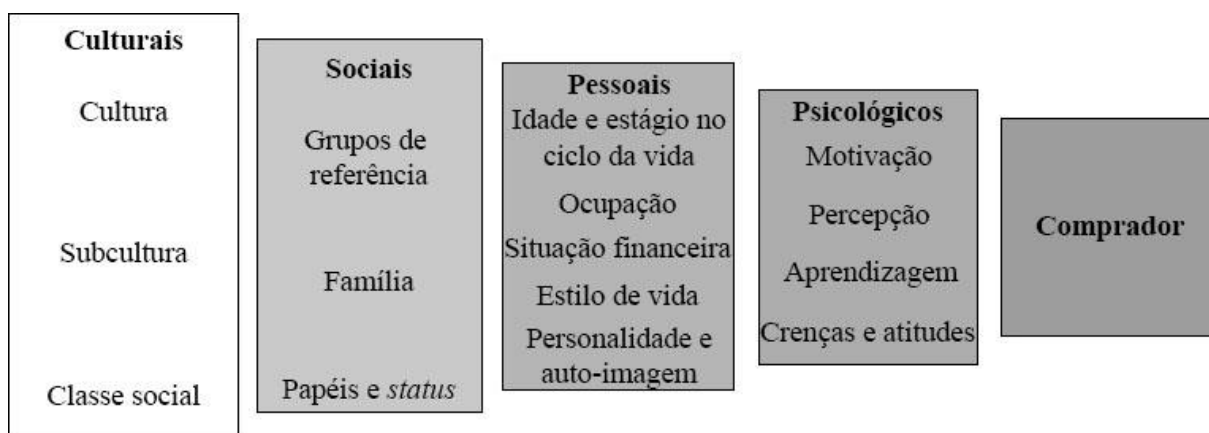 Culturais
Cultura
Subcultura
Classe social
Sociais
Grupos de
referência
Família
Papéis e status
Pessoais
Idade e estágio no
ciclo da vida
Ocupação
Situação financeira
Estilo de vida
Personalidade e
auto-imagem
Psicológicos
Motivação
Percepção
Aprendizagem
Crenças e atitudes
Comprador